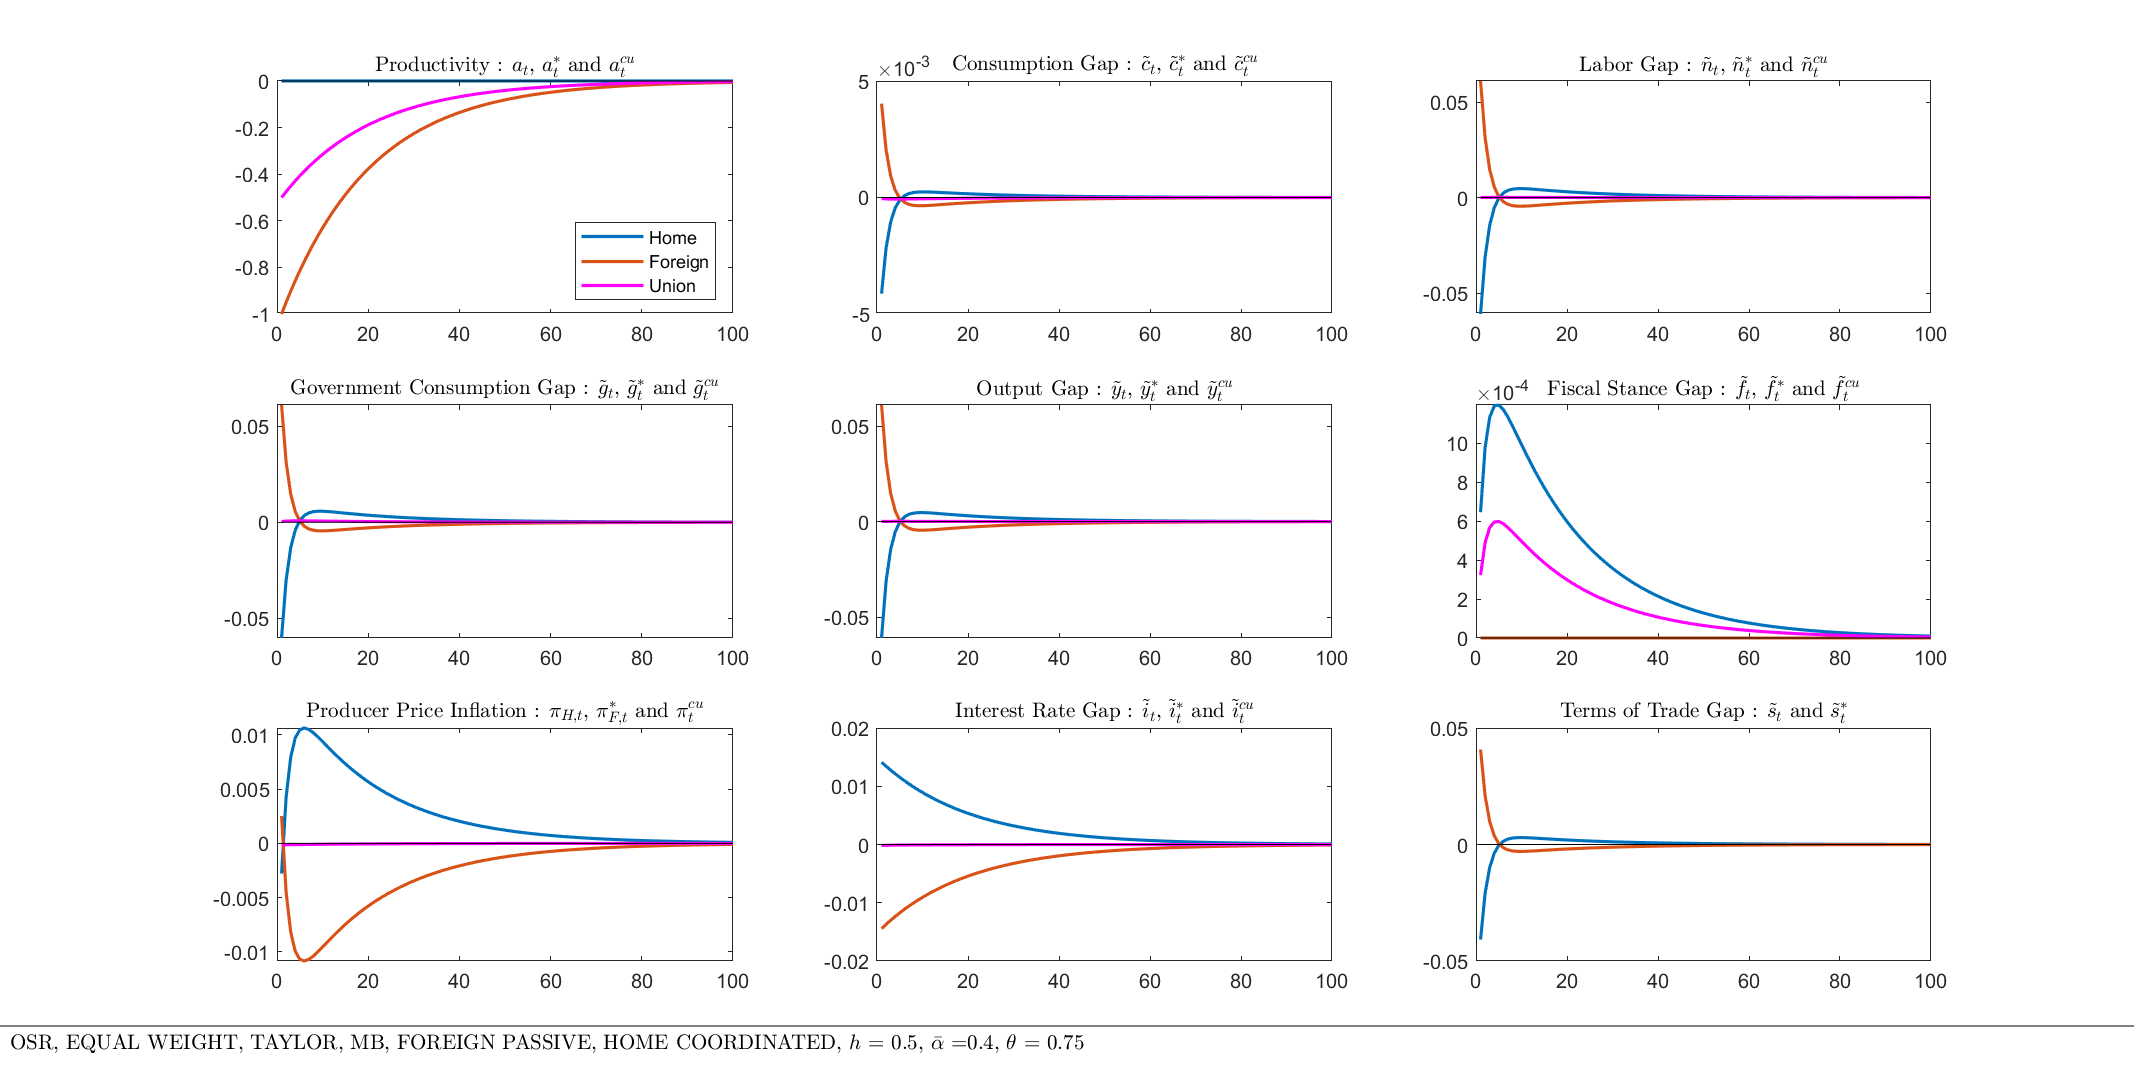 Productivity : a_t, a_t^* and a_t^{cu}
0
-0.2
-0.4
-0.6
-0.8
-1
0 20 40 60 80 100
Home
Foreign
Union
×10^{-3} Consumption Gap : c̃_t, c̃_t^* and c̃_t^{cu}
5
0
-5
0 20 40 60 80 100
Labor Gap : ñ_t, ñ_t^* and ñ_t^{cu}
0.05
0
-0.05
0 20 40 60 80 100
Government Consumption Gap : g̃_t, g̃_t^* and g̃_t^{cu}
0.05
0
-0.05
0 20 40 60 80 100
Output Gap : ỹ_t, ỹ_t^* and ỹ_t^{cu}
0.05
0
-0.05
0 20 40 60 80 100
×10^{-4} Fiscal Stance Gap : f̃_t, f̃_t^* and f̃_t^{cu}
10
8
6
4
2
0
0 20 40 60 80 100
Producer Price Inflation : π_{H,t}, π_{F,t}^* and π_t^{cu}
0.01
0.005
0
-0.005
-0.01
0 20 40 60 80 100
Interest Rate Gap : ĩ_t, ĩ_t^* and ĩ_t^{cu}
0.02
0.01
0
-0.01
-0.02
0 20 40 60 80 100
Terms of Trade Gap : s̃_t and s̃_t^*
0.05
0
-0.05
0 20 40 60 80 100
OSR, EQUAL WEIGHT, TAYLOR, MB, FOREIGN PASSIVE, HOME COORDINATED, h = 0.5, ᾱ =0.4, θ = 0.75